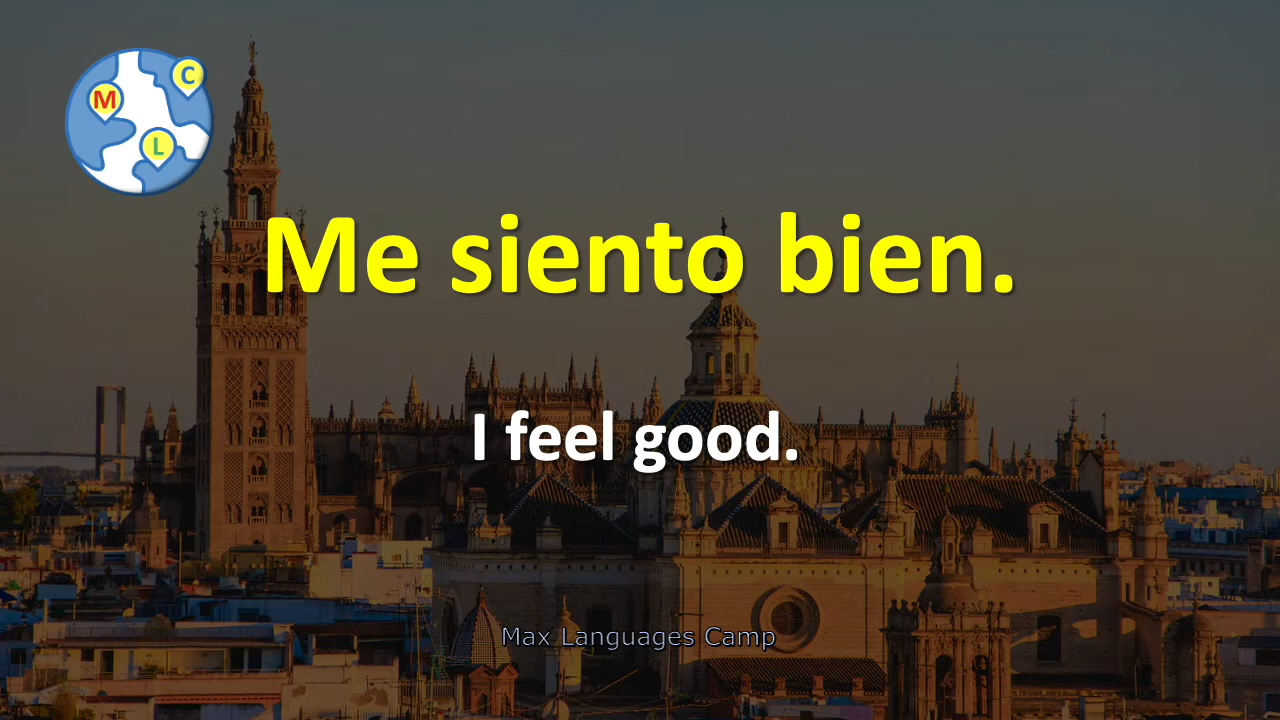 C
M
L
Me siento bien.
I feel good.
Max Languages Camp